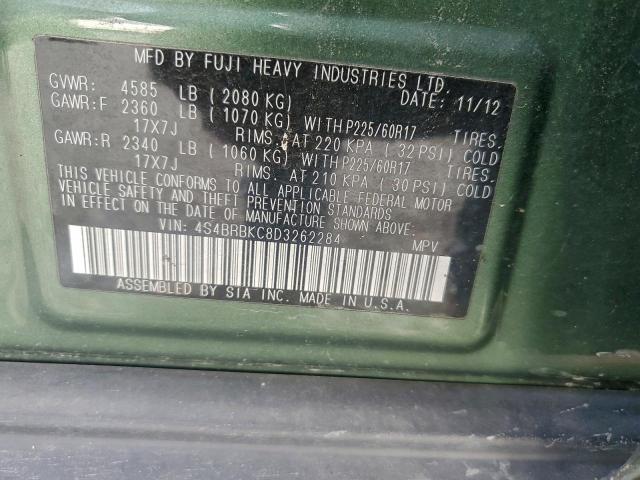 MFD BY FUJI HEAVY INDUSTRIES LTD.
GVWR: 4585 LB ( 2080 KG) DATE: 11/12
GAWR:F 2360 LB ( 1070 KG) WITH P225/60R17 TIRES.
17X7J RIMS. AT 220 KPA ( 32 PSI) COLD
GAWR:R 2340 LB ( 1060 KG) WITH P225/60R17 TIRES.
17X7J RIMS. AT 210 KPA ( 30 PSI) COLD
THIS VEHICLE CONFORMS TO ALL APPLICABLE FEDERAL MOTOR
VEHICLE SAFETY AND THEFT PREVENTION STANDARDS
IN EFFECT ON THE DATE OF MANUFACTURE SHOWN ABOVE:
VIN: 4S4BRBKC8D3262284 MPV
ASSEMBLED BY SIA INC. MADE IN U.S.A.